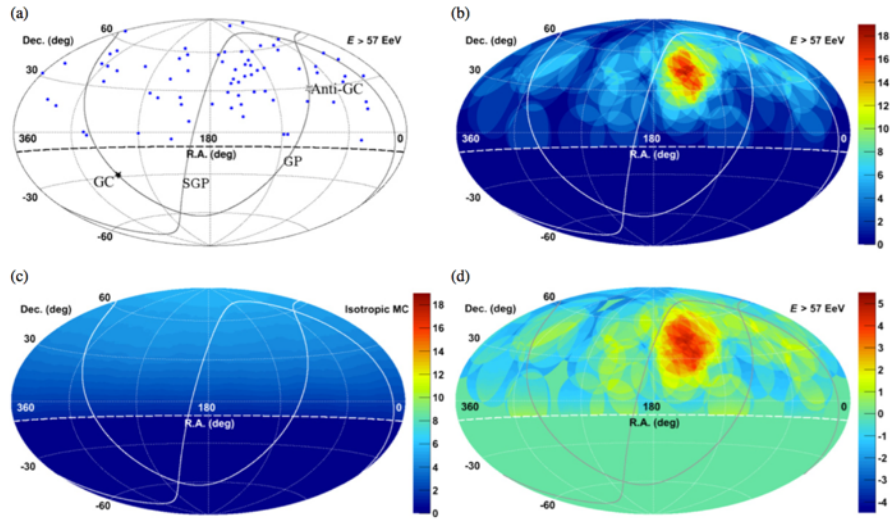 (a)
60
Dec. (deg)
E > 57 EeV
30
Anti-GC
360
180
0
R.A. (deg)
GP
GC
SGP
-30
-60
(b)
60
Dec. (deg)
E > 57 EeV
30
360
180
0
R.A. (deg)
-30
-60
18
16
14
12
10
8
6
4
2
0
(c)
60
Dec. (deg)
Isotropic MC
30
360
180
0
R.A. (deg)
-30
-60
18
16
14
12
10
8
6
4
2
0
(d)
60
Dec. (deg)
E > 57 EeV
30
360
180
0
R.A. (deg)
-30
-60
5
4
3
2
1
0
-1
-2
-3
-4